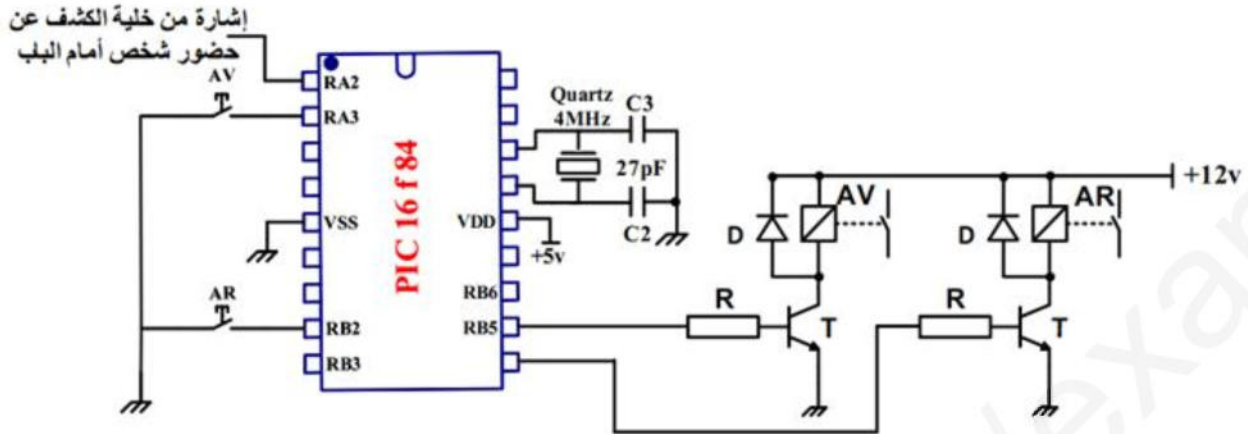 إشارة من خلية الكشف عن
حضور شخص أمام الباب
AV
RA2
RA3
VSS
AR
RB2
RB3
PIC 16 f 84
VDD
+5v
RB6
RB5
Quartz
4MHz
C3
27pF
C2
+12v
D
AV
R
T
D
AR
R
T